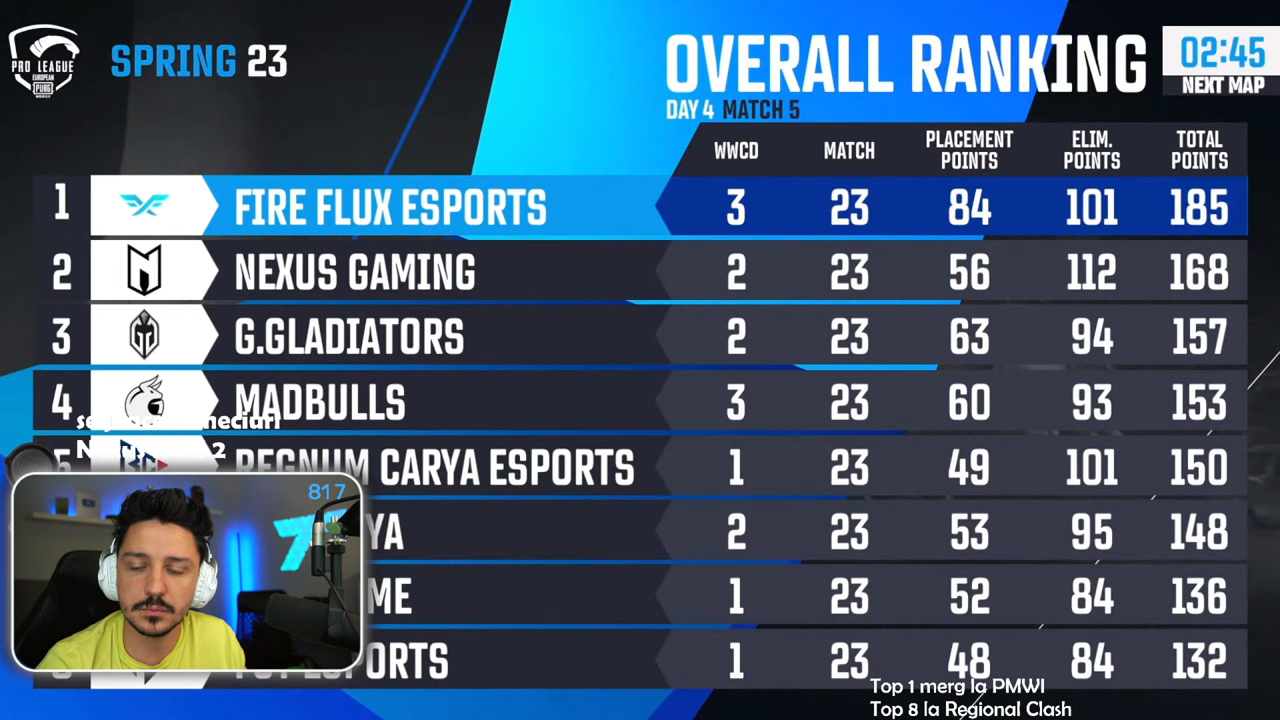 PRO LEAGUE
EUROPEAN
PUBG
MOBILE
SPRING 23
OVERALL RANKING
DAY 4 MATCH 5
02:45
NEXT MAP
WWCD MATCH PLACEMENT POINTS ELIM. POINTS TOTAL POINTS
1 FIRE FLUX ESPORTS 3 23 84 101 185
2 NEXUS GAMING 2 23 56 112 168
3 G.GLADIATORS 2 23 63 94 157
4 MADBULLS 3 23 60 93 153
REGNUM CARYA ESPORTS 1 23 49 101 150
YA 2 23 53 95 148
ME 1 23 52 84 136
1 23 48 84 132
2
817
Top 1 merg la PMWI
Top 8 la Regional Clash